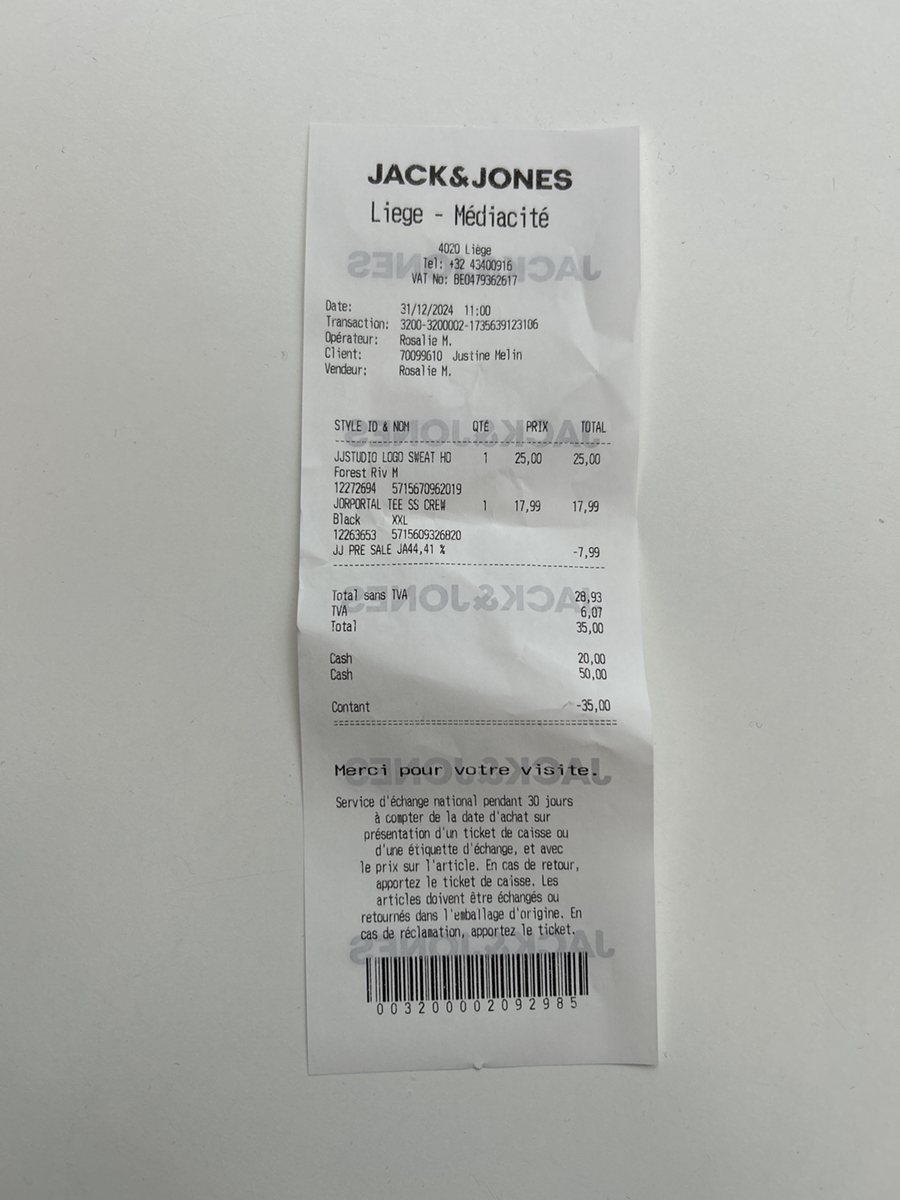 JACK&JONES
Liege - Médiacité
4020 Liège
Tel: +32 43400916
VAT No: BE0479362617
Date: 31/12/2024 11:00
Transaction: 3200-3200002-1735639123106
Opérateur: Rosalie M.
Client: 70099610 Justine Melin
Vendeur: Rosalie M.
STYLE ID & NOM QTÉ PRIX TOTAL
JJSTUDIO LOGO SWEAT HO 1 25,00 25,00
Forest Riv M
12272694 5715670962019
JORPORTAL TEE SS CREW 1 17,99 17,99
Black XXL
12263653 5715609326820
JJ PRE SALE JA44,41 % -7,99
Total sans TVA 28,93
TVA 6,07
Total 35,00
Cash 20,00
Cash 50,00
Contant -35,00
Merci pour votre visite.
Service d'échange national pendant 30 jours
à compter de la date d'achat sur
présentation d'un ticket de caisse ou
d'une étiquette d'échange, et avec
le prix sur l'article. En cas de retour,
apportez le ticket de caisse. Les
articles doivent être échangés ou
retournés dans l'emballage d'origine. En
cas de réclamation, apportez le ticket.
0032000002092985